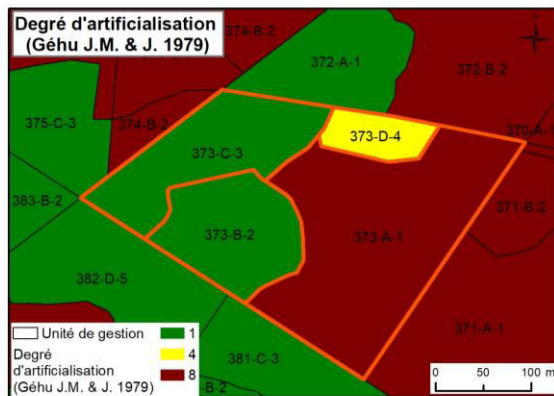 Degré d'artificialisation
(Géhu J.M. & J. 1979)
374-B-2
372-A-1
372-B-2
375-C-3
374-B-2
373-C-3
373-D-4
370-A-
383-B-2
371-B-2
373-B-2
373-A-1
382-D-5
371-A-1
381-C-3
-B-2
Unité de gestion
Degré
d'artificialisation
(Géhu J.M. & J. 1979)
1
4
8
0 50 100 m